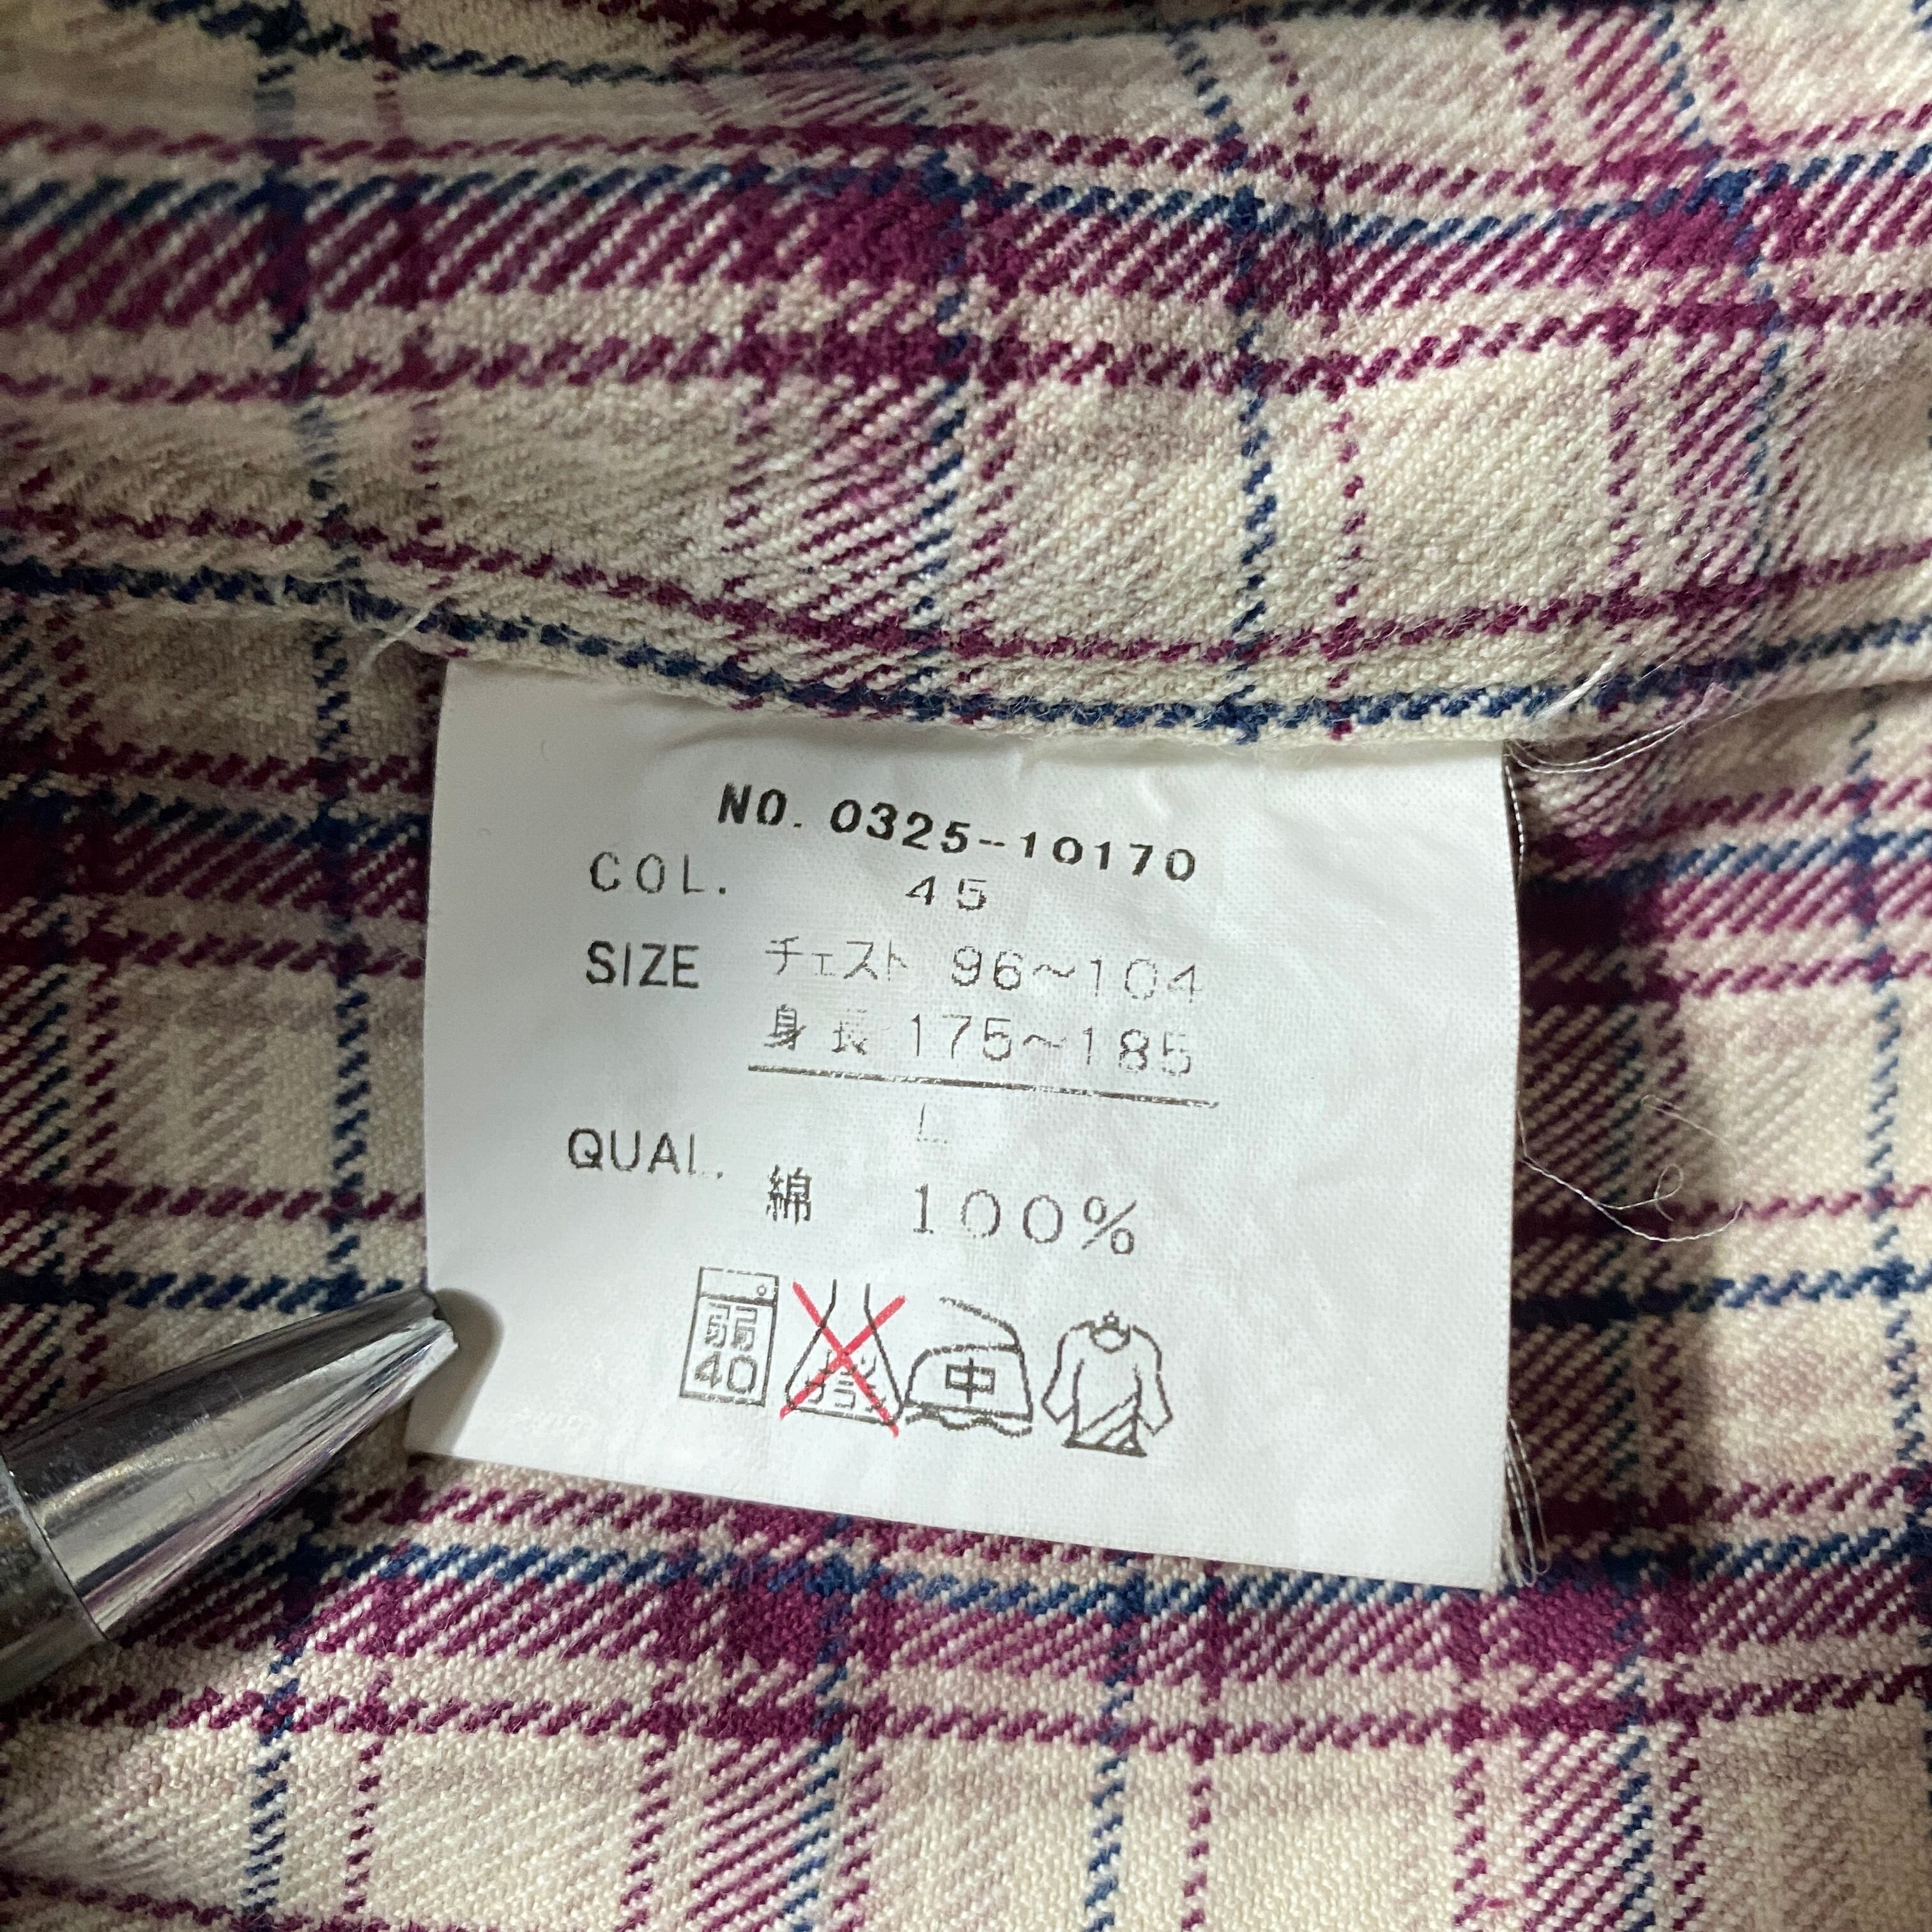 NO. 0325-10170
COL. 45
SIZE チェスト 96~104
身長 175~185
L
QUAL.
綿 100%
弱 40 中